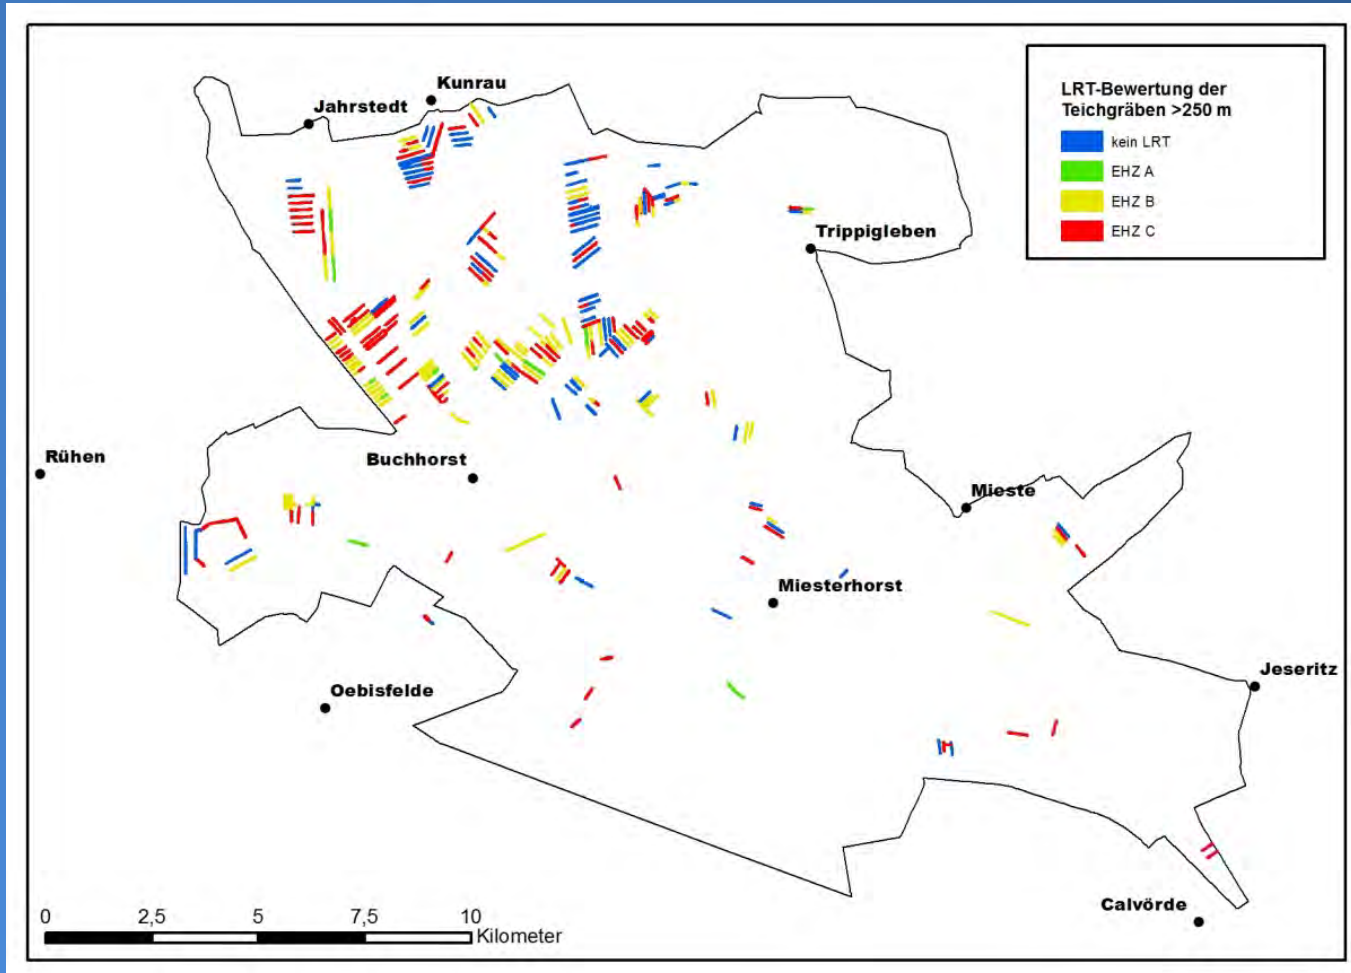 Kunrau
Jahrstedt
LRT-Bewertung der
Teichgräben >250 m
kein LRT
EHZ A
EHZ B
EHZ C
Trippigleben
Rühen
Buchhorst
Mieste
Miesterhorst
Jeseritz
Oebisfelde
Calvörde
0 2,5 5 7,5 10
Kilometer